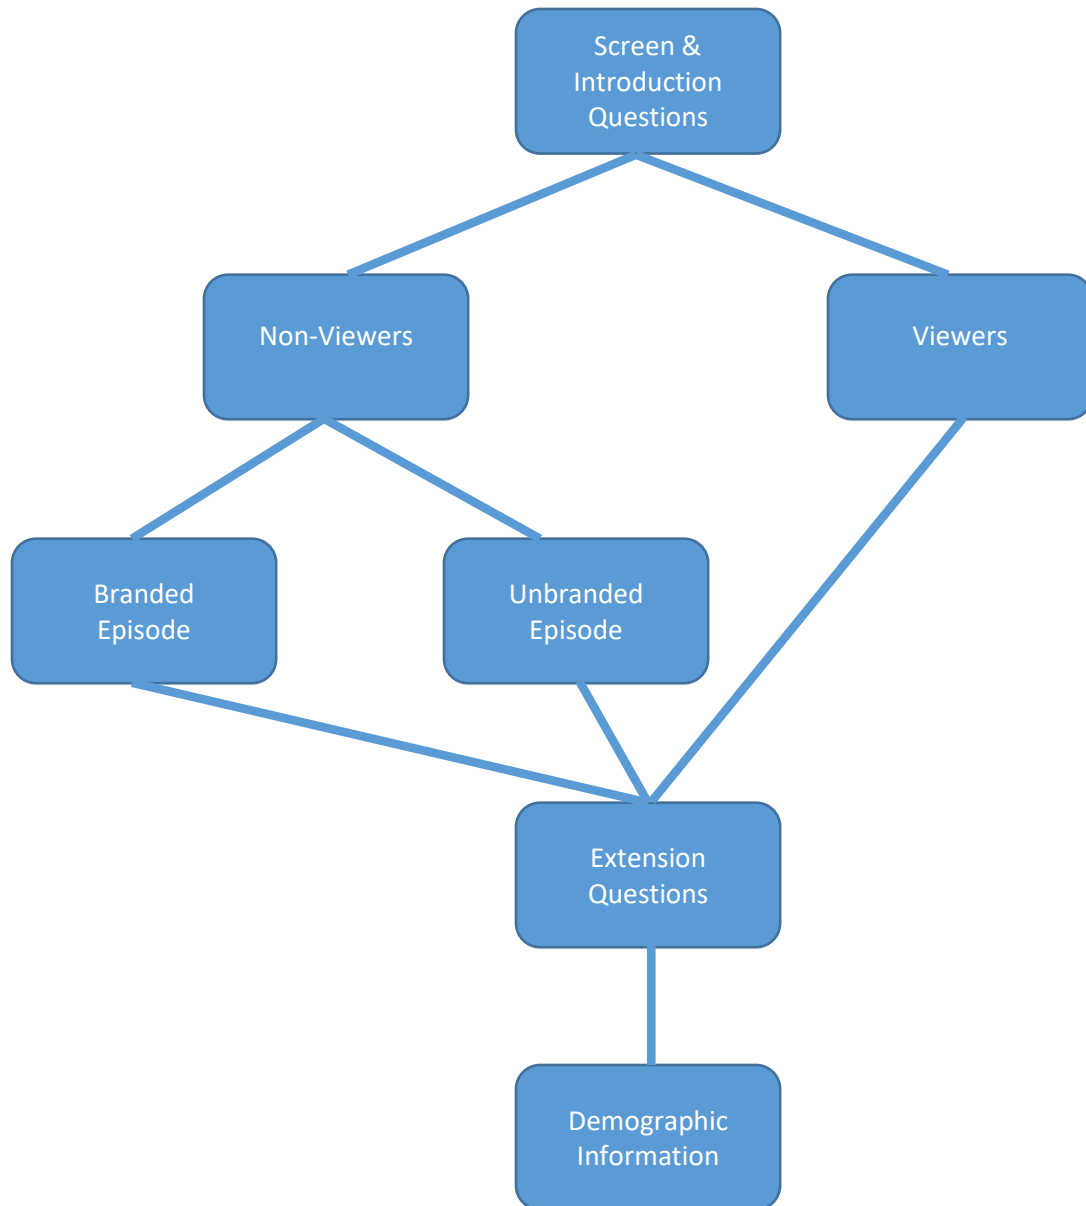 Screen &
Introduction
Questions
Non-Viewers
Viewers
Branded
Episode
Unbranded
Episode
Extension
Questions
Demographic
Information